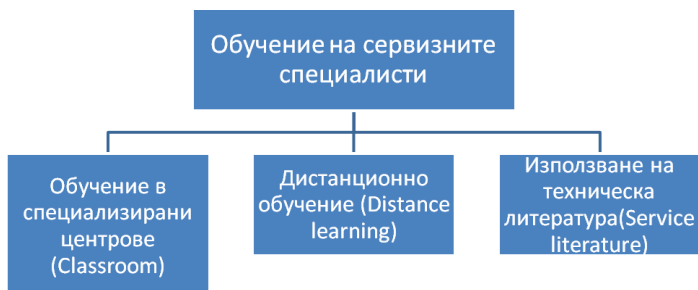 Обучение на сервизните
специалисти
Обучение в
специализирани
центрове
(Classroom)
Дистанционно
обучение (Distance
learning)
Използване на
техническа
литература(Service
literature)